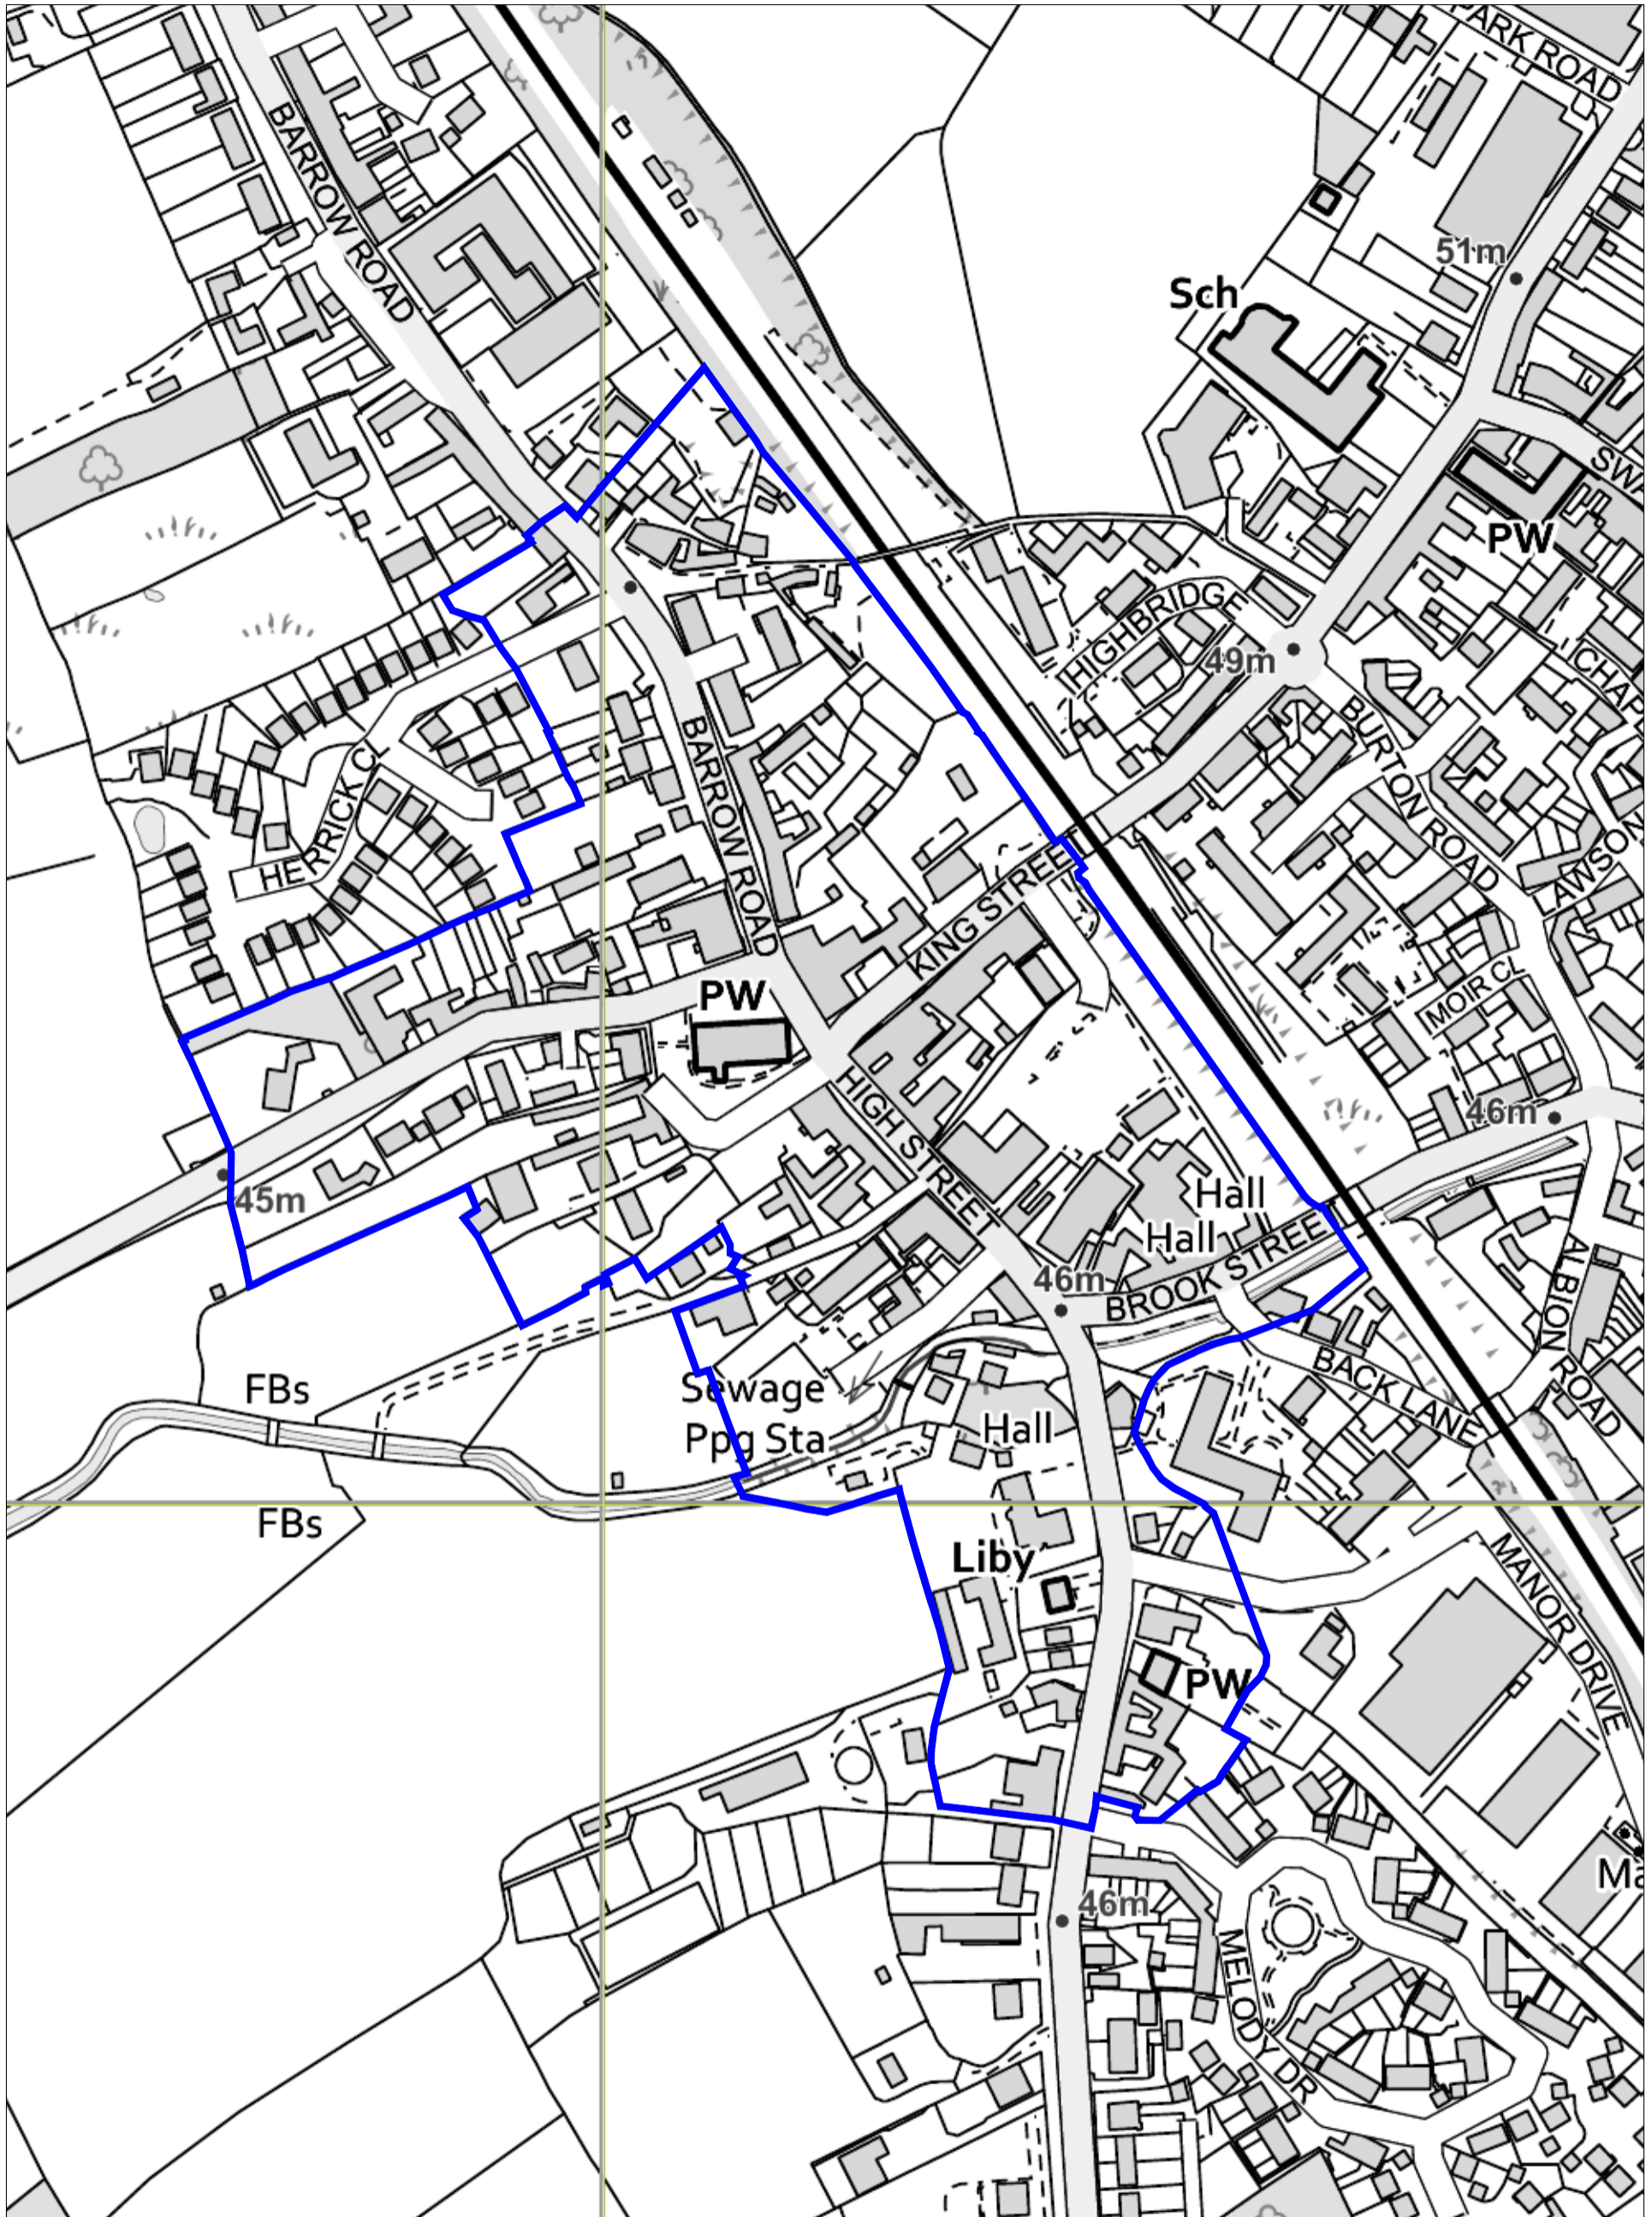 PARK ROAD
BARROW ROAD
51m
Sch
SWA
PW
HIGHBRIDGE
49m
CHAP
BURTON ROAD
BARROW ROAD
HERRICK CL
LAWSON
KING STREET
MOIR CL
PW
HIGH STREET
46m
45m
Hall
Hall
46m
BROOK STREET
ALBION ROAD
BACK LANE
FBs
Sewage
Ppg Sta
Hall
FBs
Liby
MANOR DRIVE
PW
Ma
46m
MELODY DR